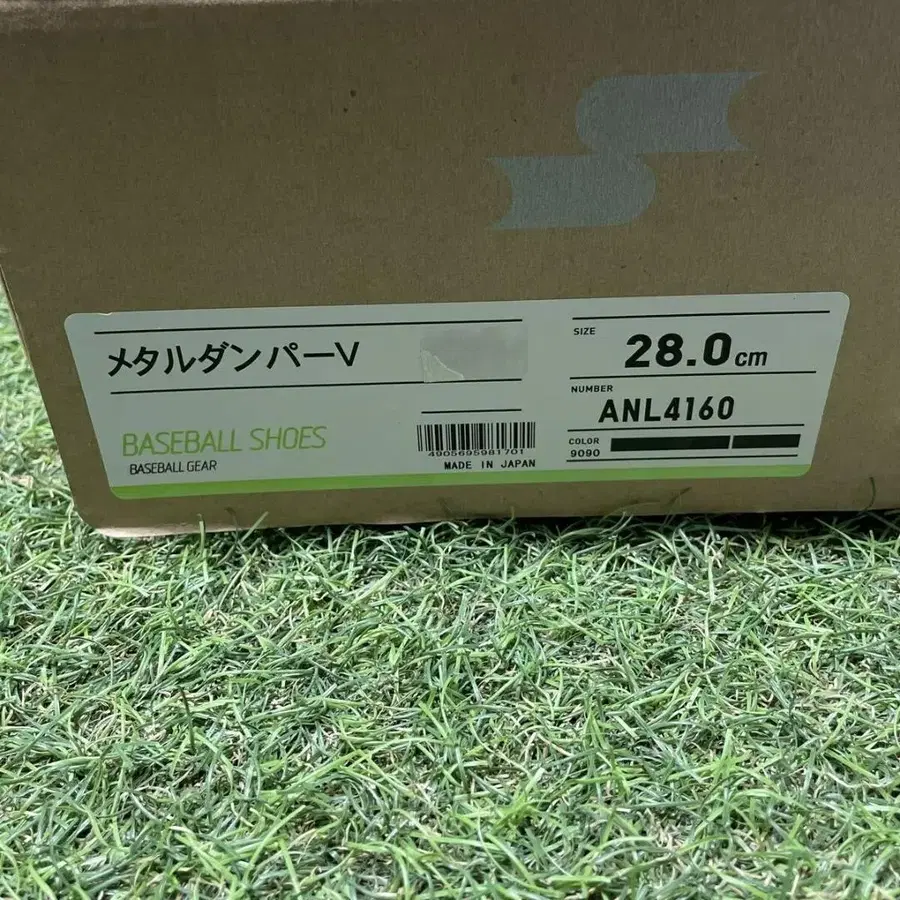 メタルダンパーV
BASEBALL SHOES
BASEBALL GEAR
4905695981701
MADE IN JAPAN
SIZE
28.0cm
NUMBER
ANL4160
COLOR
9090